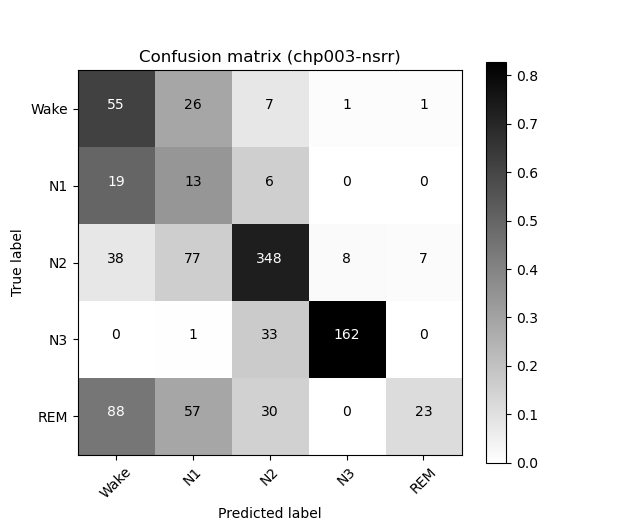 Confusion matrix (chp003-nsrr)
True label
Wake 55 26 7 1 1
N1 19 13 6 0 0
N2 38 77 348 8 7
N3 0 1 33 162 0
REM 88 57 30 0 23
Wake N1 N2 N3 REM
Predicted label
0.8
0.7
0.6
0.5
0.4
0.3
0.2
0.1
0.0